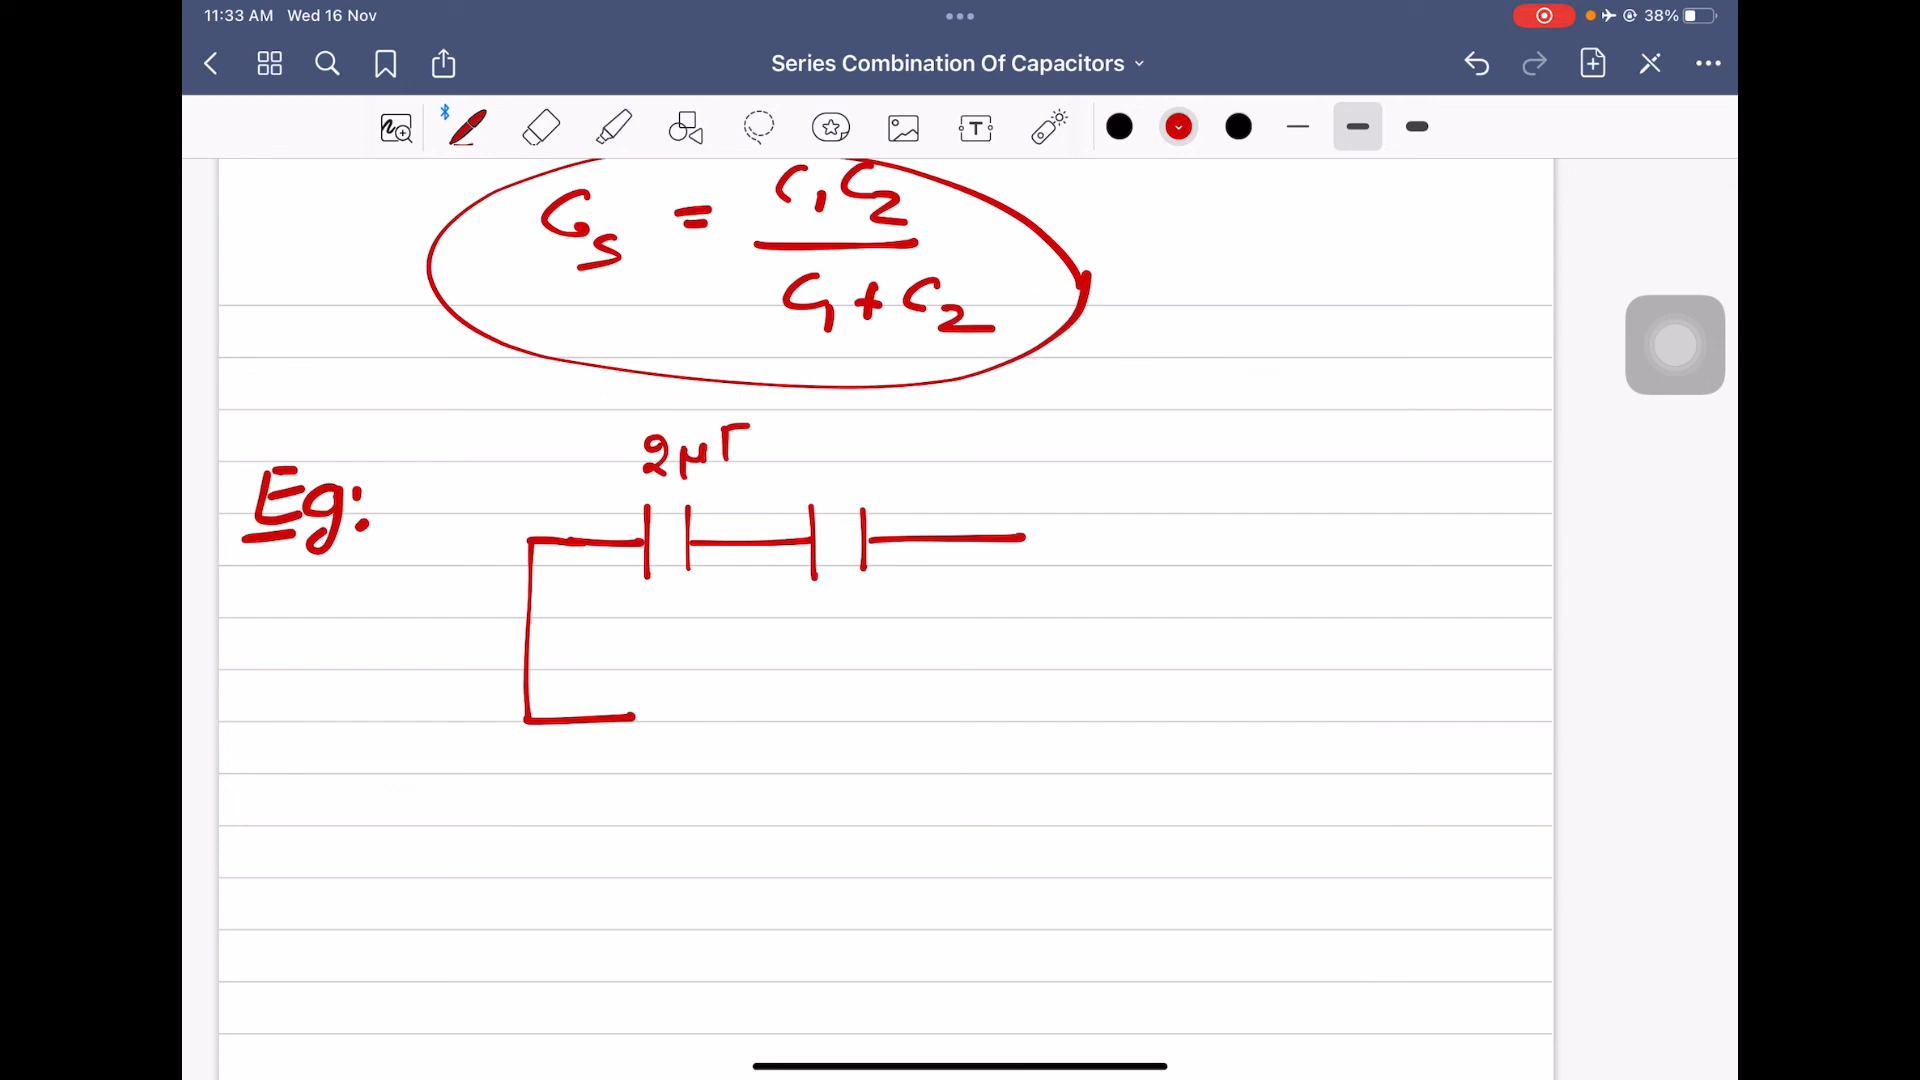 11:33 AM Wed 16 Nov
38%
Series Combination Of Capacitors
T
Cs = C1C2
C1 + C2
2μF
Eg: